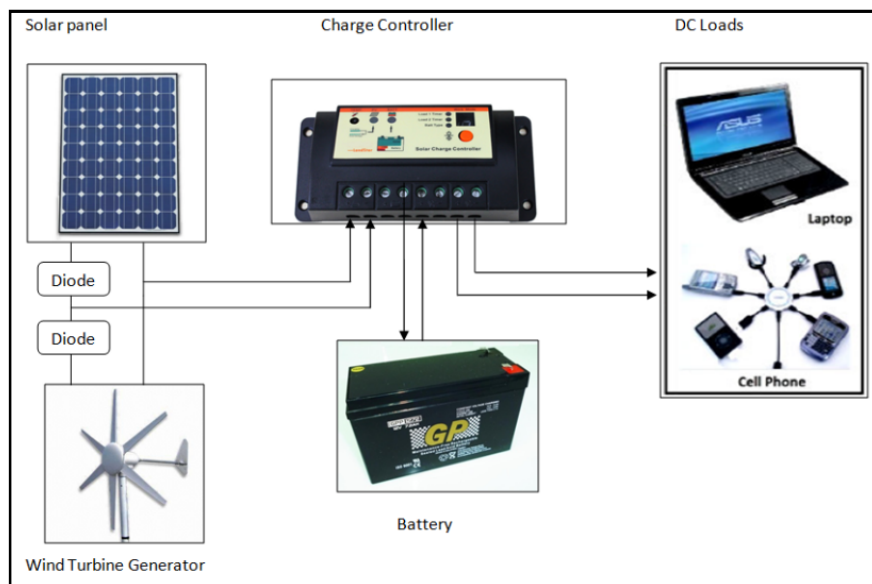 Solar panel
Charge Controller
DC Loads
Solar Charge Controller
ASUS
Laptop
Diode
Diode
GP
Cell Phone
Battery
Wind Turbine Generator